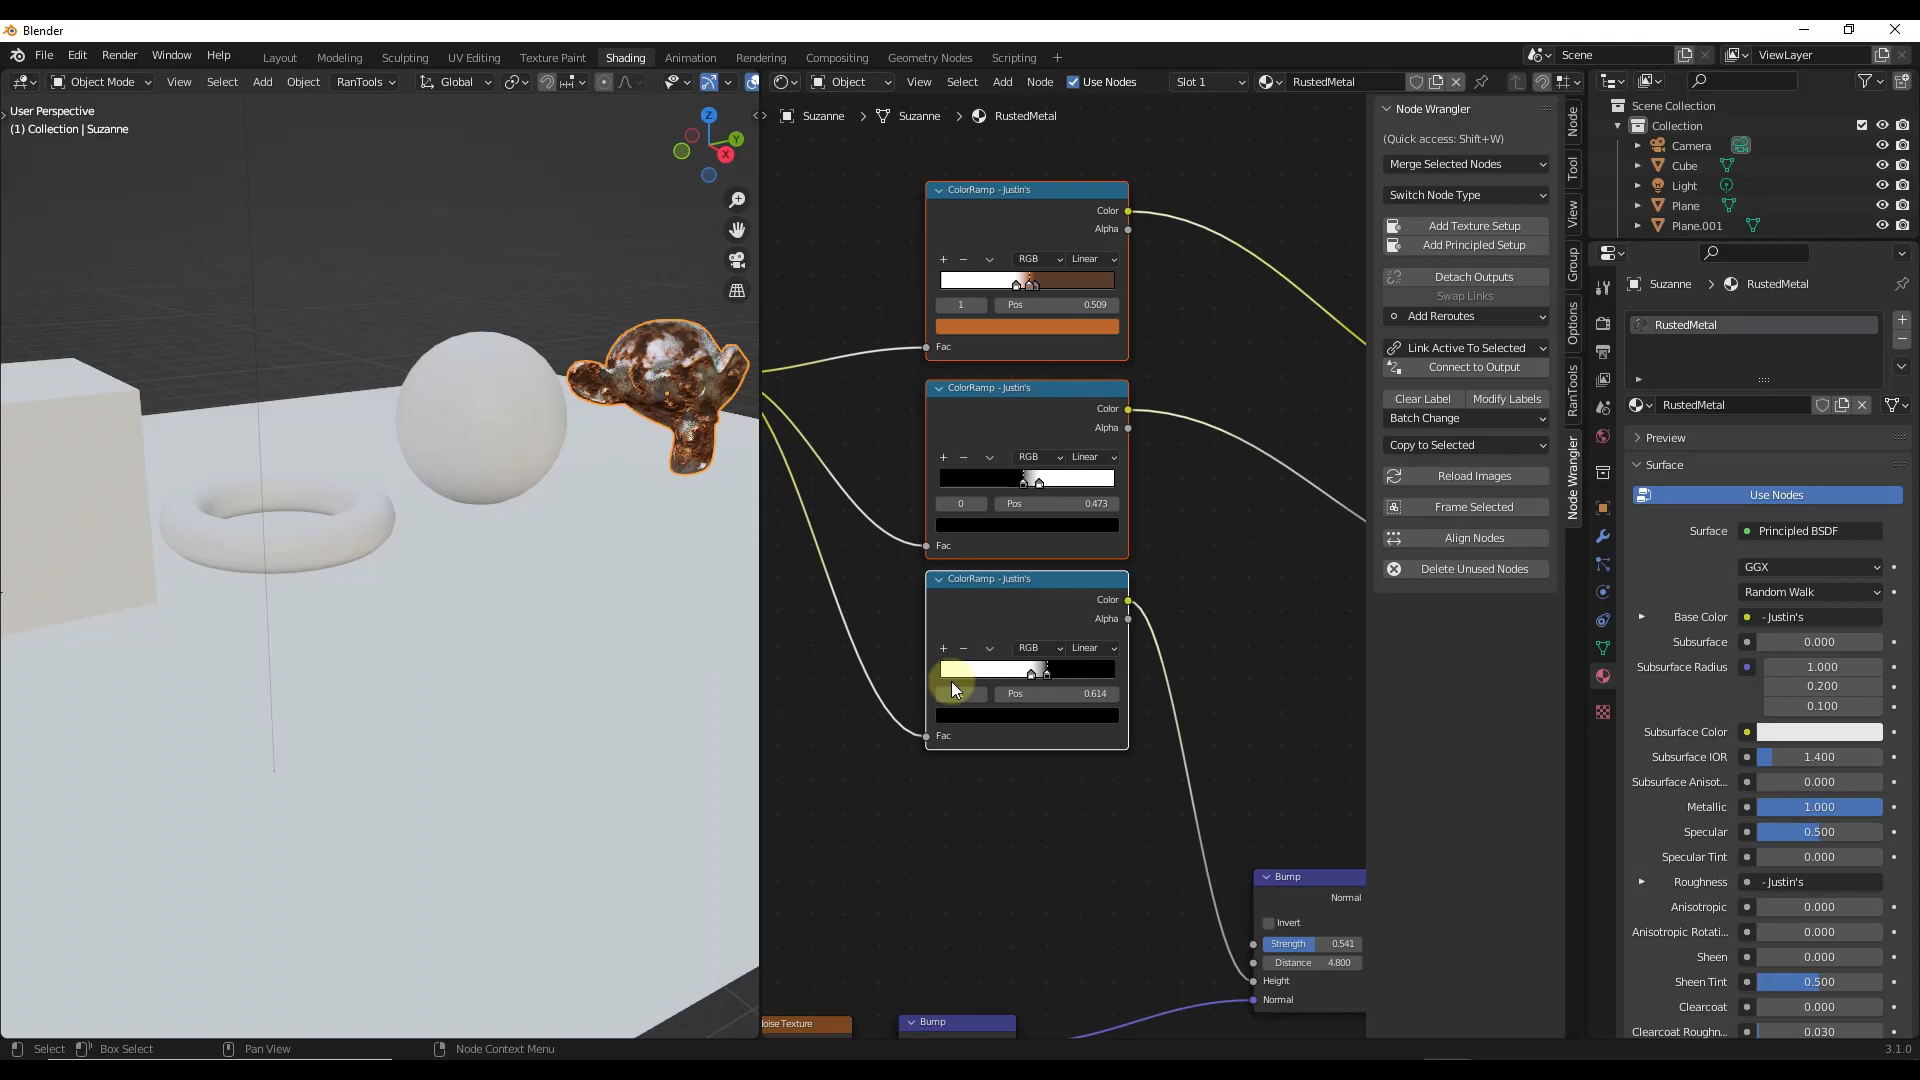 Blender
File Edit Render Window Help
Layout Modeling Sculpting UV Editing Texture Paint Shading Animation Rendering Compositing Geometry Nodes Scripting +
Scene
ViewLayer
Object Mode View Select Add Object RanTools Global
Object View Select Add Node Use Nodes Slot 1 RustedMetal
User Perspective
(1) Collection | Suzanne
Z
Y
X
Suzanne Suzanne RustedMetal
ColorRamp - Justin's
Color
Alpha
+ − RGB Linear
1 Pos 0.509
Fac
ColorRamp - Justin's
Color
Alpha
+ − RGB Linear
0 Pos 0.473
Fac
ColorRamp - Justin's
Color
Alpha
+ − RGB Linear
Pos 0.614
Fac
Bump
Normal
Invert
Strength 0.541
Distance 4.800
Height
Normal
oise Texture
Bump
Node Wrangler
(Quick access: Shift+W)
Merge Selected Nodes
Switch Node Type
Add Texture Setup
Add Principled Setup
Detach Outputs
Swap Links
Add Reroutes
Link Active To Selected
Connect to Output
Clear Label Modify Labels
Batch Change
Copy to Selected
Reload Images
Frame Selected
Align Nodes
Delete Unused Nodes
Node
Tool
View
Group
Options
RanTools
Node Wrangler
Scene Collection
Collection
Camera
Cube
Light
Plane
Plane.001
Suzanne RustedMetal
RustedMetal
RustedMetal
Preview
Surface
Use Nodes
Surface Principled BSDF
GGX
Random Walk
Base Color - Justin's
Subsurface 0.000
Subsurface Radius 1.000
0.200
0.100
Subsurface Color
Subsurface IOR 1.400
Subsurface Anisot... 0.000
Metallic 1.000
Specular 0.500
Specular Tint 0.000
Roughness - Justin's
Anisotropic 0.000
Anisotropic Rotati... 0.000
Sheen 0.000
Sheen Tint 0.500
Clearcoat 0.000
Clearcoat Roughn... 0.030
Select Box Select Pan View Node Context Menu 3.1.0